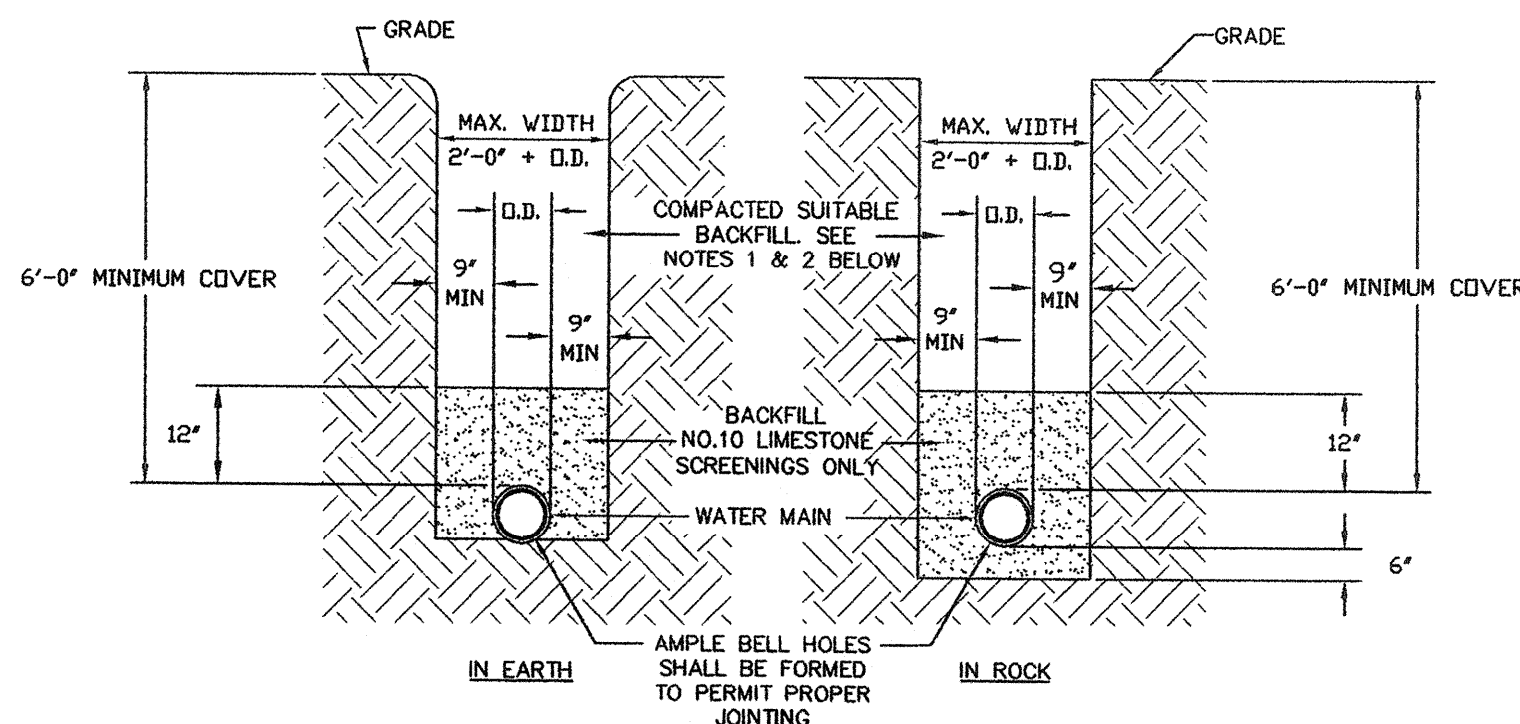 GRADE
GRADE
MAX. WIDTH
2'-0" + O.D.
MAX. WIDTH
2'-0" + O.D.
O.D.
COMPACTED SUITABLE
BACKFILL. SEE
NOTES 1 & 2 BELOW
O.D.
6'-0" MINIMUM COVER
9"
MIN
9"
MIN
6'-0" MINIMUM COVER
9"
MIN
9"
MIN
12"
BACKFILL
NO.10 LIMESTONE
SCREENINGS ONLY
12"
WATER MAIN
6"
AMPLE BELL HOLES
SHALL BE FORMED
TO PERMIT PROPER
JOINTING
IN EARTH
IN ROCK